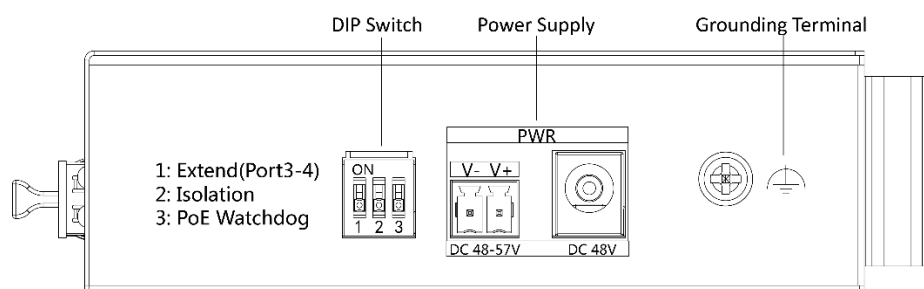 DIP Switch
Power Supply
Grounding Terminal
PWR
1: Extend(Port3-4)
2: Isolation
3: PoE Watchdog
ON
1 2 3
V- V+
DC 48-57V
DC 48V